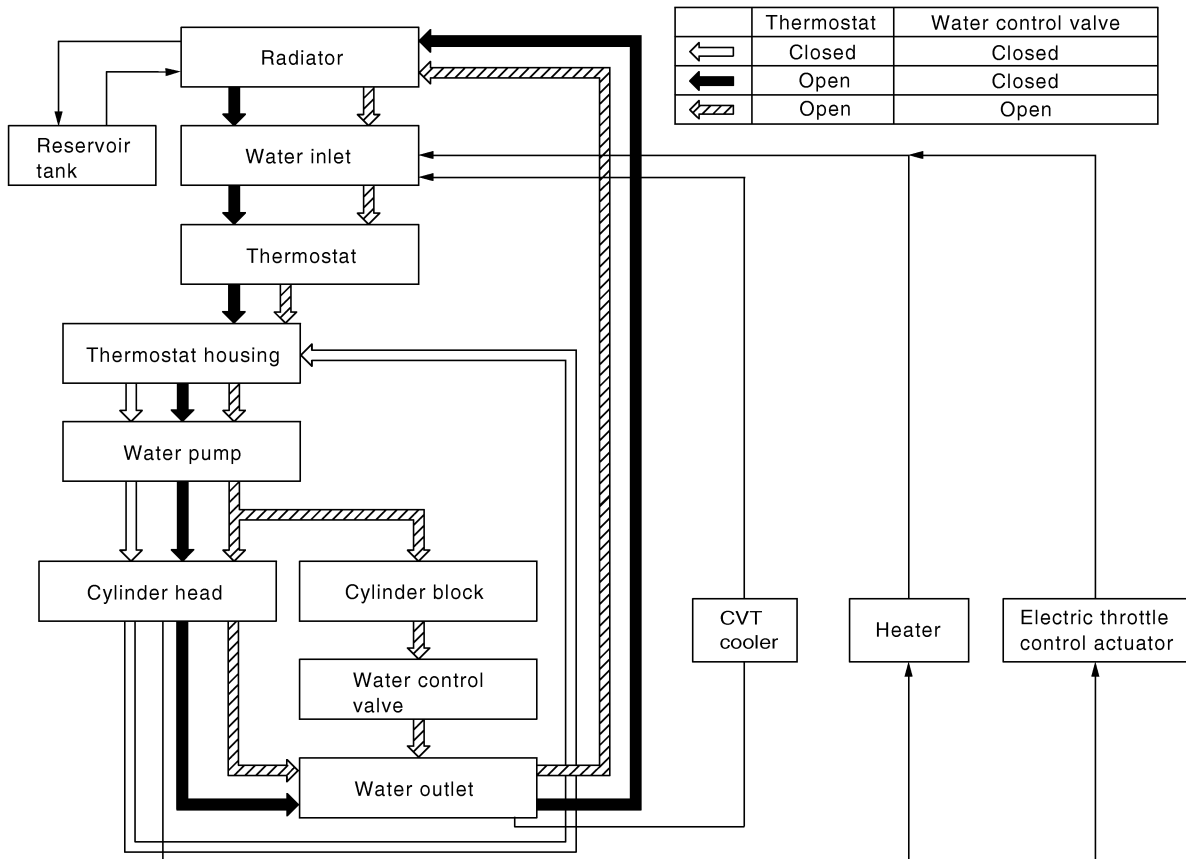 Thermostat Water control valve
Closed Closed
Open Closed
Open Open
Radiator
Reservoir
tank
Water inlet
Thermostat
Thermostat housing
Water pump
Cylinder head
Cylinder block
Water control
valve
Water outlet
CVT
cooler
Heater
Electric throttle
control actuator